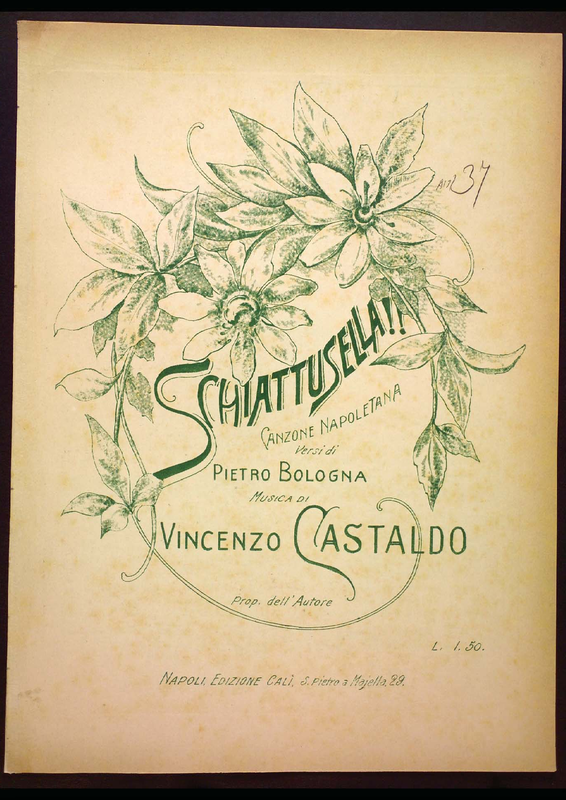 37
SCHIATTUSELLA!!
CANZONE NAPOLETANA
Versi di
PIETRO BOLOGNA
MUSICA DI
VINCENZO CASTALDO
Prop. dell'Autore
L. 1.50.
NAPOLI, EDIZIONE CALÌ, S. Pietro a Majella, 29.